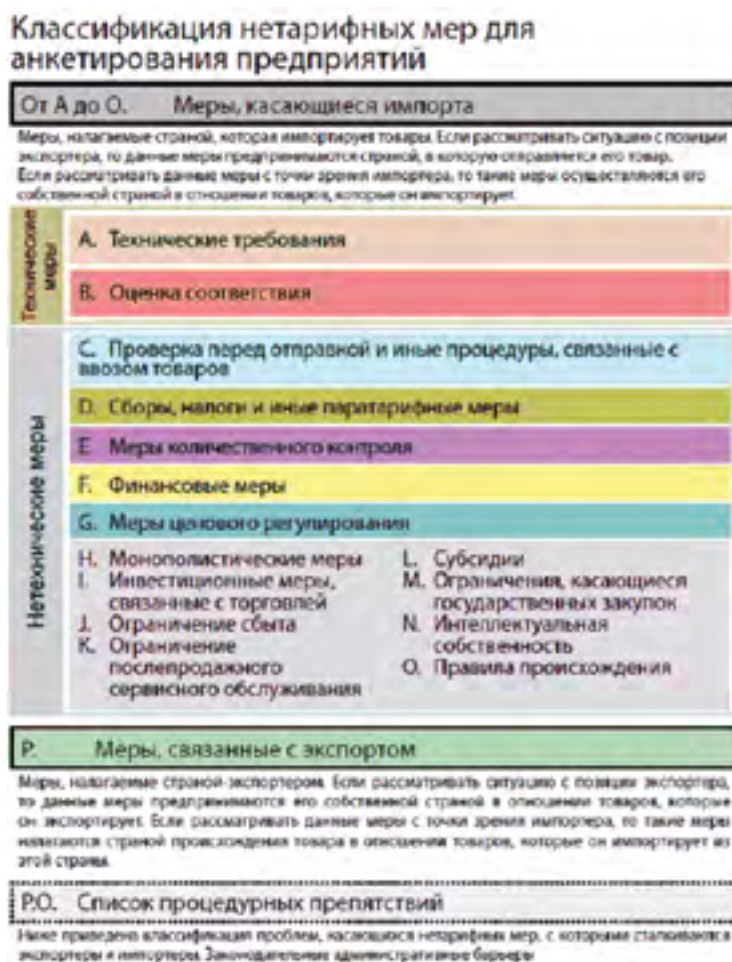 Классификация нетарифных мер для
анкетирования предприятий
От А до О. Меры, касающиеся импорта
Меры, налагаемые страной, которая импортирует товары. Если рассматривать ситуацию с позиции
экспортера, то данные меры предпринимаются страной, в которую отправляется его товар.
Если рассматривать данные меры с точки зрения импортера, то такие меры осуществляются его
собственной страной в отношении товаров, которые он импортирует.
Технические
меры
A. Технические требования
B. Оценка соответствия
Нетехнические меры
C. Проверка перед отправкой и иные процедуры, связанные с
ввозом товаров
D. Сборы, налоги и иные паратарифные меры
E Меры количественного контроля
F. Финансовые меры
G. Меры ценового регулирования
H. Монополистические меры
I. Инвестиционные меры,
связанные с торговлей
J. Ограничение сбыта
K. Ограничение
послепродажного
сервисного обслуживания
L. Субсидии
M. Ограничения, касающиеся
государственных закупок
N. Интеллектуальная
собственность
O. Правила происхождения
P. Меры, связанные с экспортом
Меры, налагаемые страной-экспортером. Если рассматривать ситуацию с позиции экспортера,
то данные меры предпринимаются его собственной страной в отношении товаров, которые
он экспортирует. Если рассматривать данные меры с точки зрения импортера, то такие меры
налагаются страной происхождения товара в отношении товаров, которые он импортирует из
этой страны.
P.O. Список процедурных препятствий
Ниже приведена классификация проблем, касающихся нетарифных мер, с которыми сталкиваются
экспортеры и импортеры. Законодательные административные барьеры